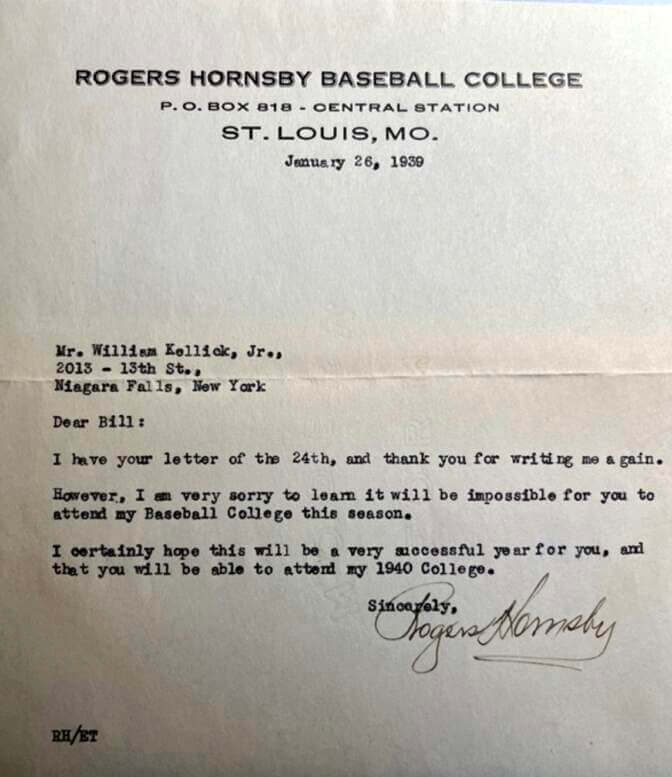 ROGERS HORNSBY BASEBALL COLLEGE
P. O. BOX 818 - CENTRAL STATION
ST. LOUIS, MO.
January 26, 1939
Mr. William Kellick, Jr.,
2013 - 13th St.,
Niagara Falls, New York
Dear Bill:
I have your letter of the 24th, and thank you for writing me again.
However, I am very sorry to learn it will be impossible for you to
attend my Baseball College this season.
I certainly hope this will be a very successful year for you, and
that you will be able to attend my 1940 College.
Sincerely,
Rogers Hornsby
RH/ET